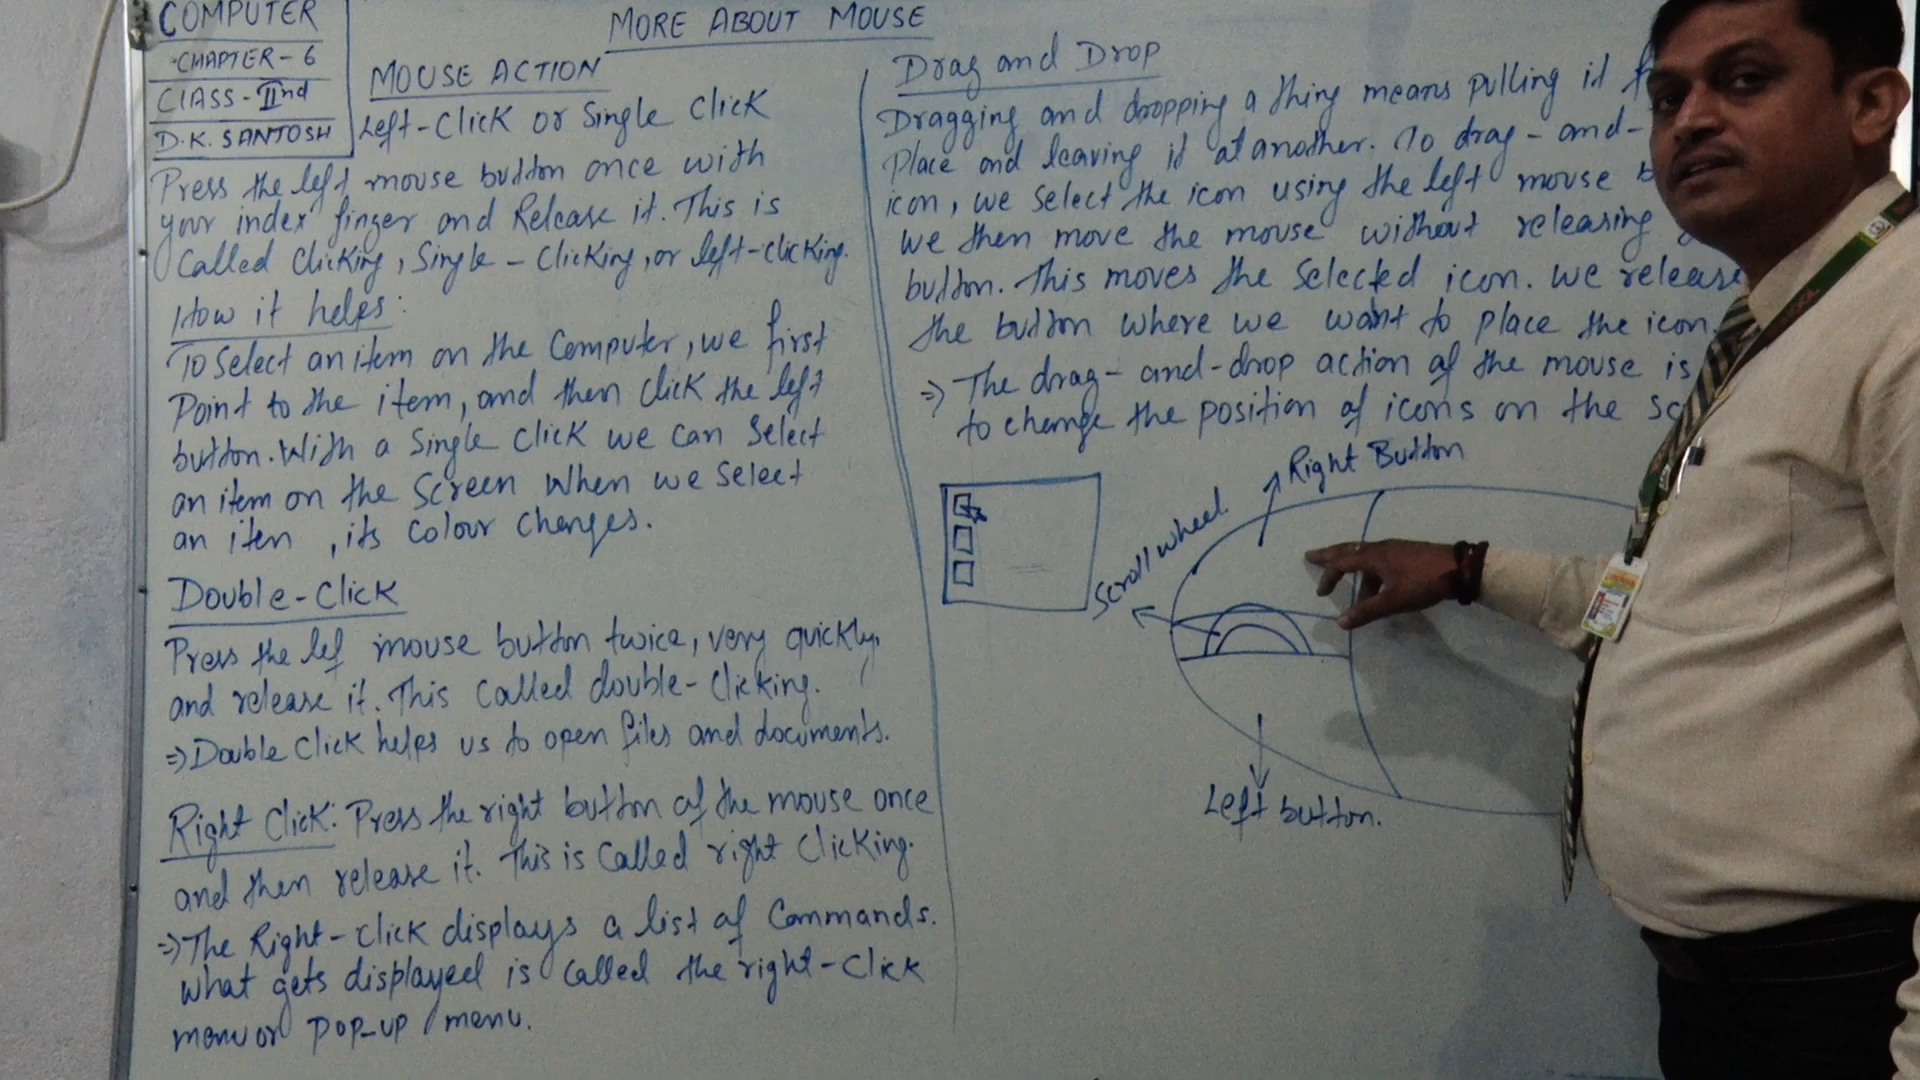 COMPUTER
CHAPTER - 6
CLASS - IInd
D.K. SANTOSH
MORE ABOUT MOUSE
MOUSE ACTION
Left-Click or Single Click
Press the left mouse button once with
your index finger and Release it. This is
Called Clicking, Single-Clicking, or left-clicking.
How it helps:
To Select an item on the Computer, we first
Point to the item, and then Click the left
button. With a Single Click we can Select
an item on the Screen When we select
an iten, its Colour Changes.
Double-Click
Press the lef mouse button twice, very quickly,
and release it. This Called double-clicking.
⇒ Double Click helps us to open files and documents.
Right Click: Press the right button of the mouse once
and then release it. This is Called right Clicking.
⇒ The Right-Click displays a list of Commands.
what gets displayed is called the right-Click
menu or Pop-up menu.
Drag and Drop
Dragging and dropping a thing means pulling it
Place and leaving it at another. To drag-and-
icon, we select the icon using the left mouse
We then move the mouse without releasing
button. This moves the Selected icon. We release
the button where we want to place the icon.
⇒ The drag-and-drop action of the mouse is
to change the position of icons on the
Right Button
Scroll wheel.
Left button.